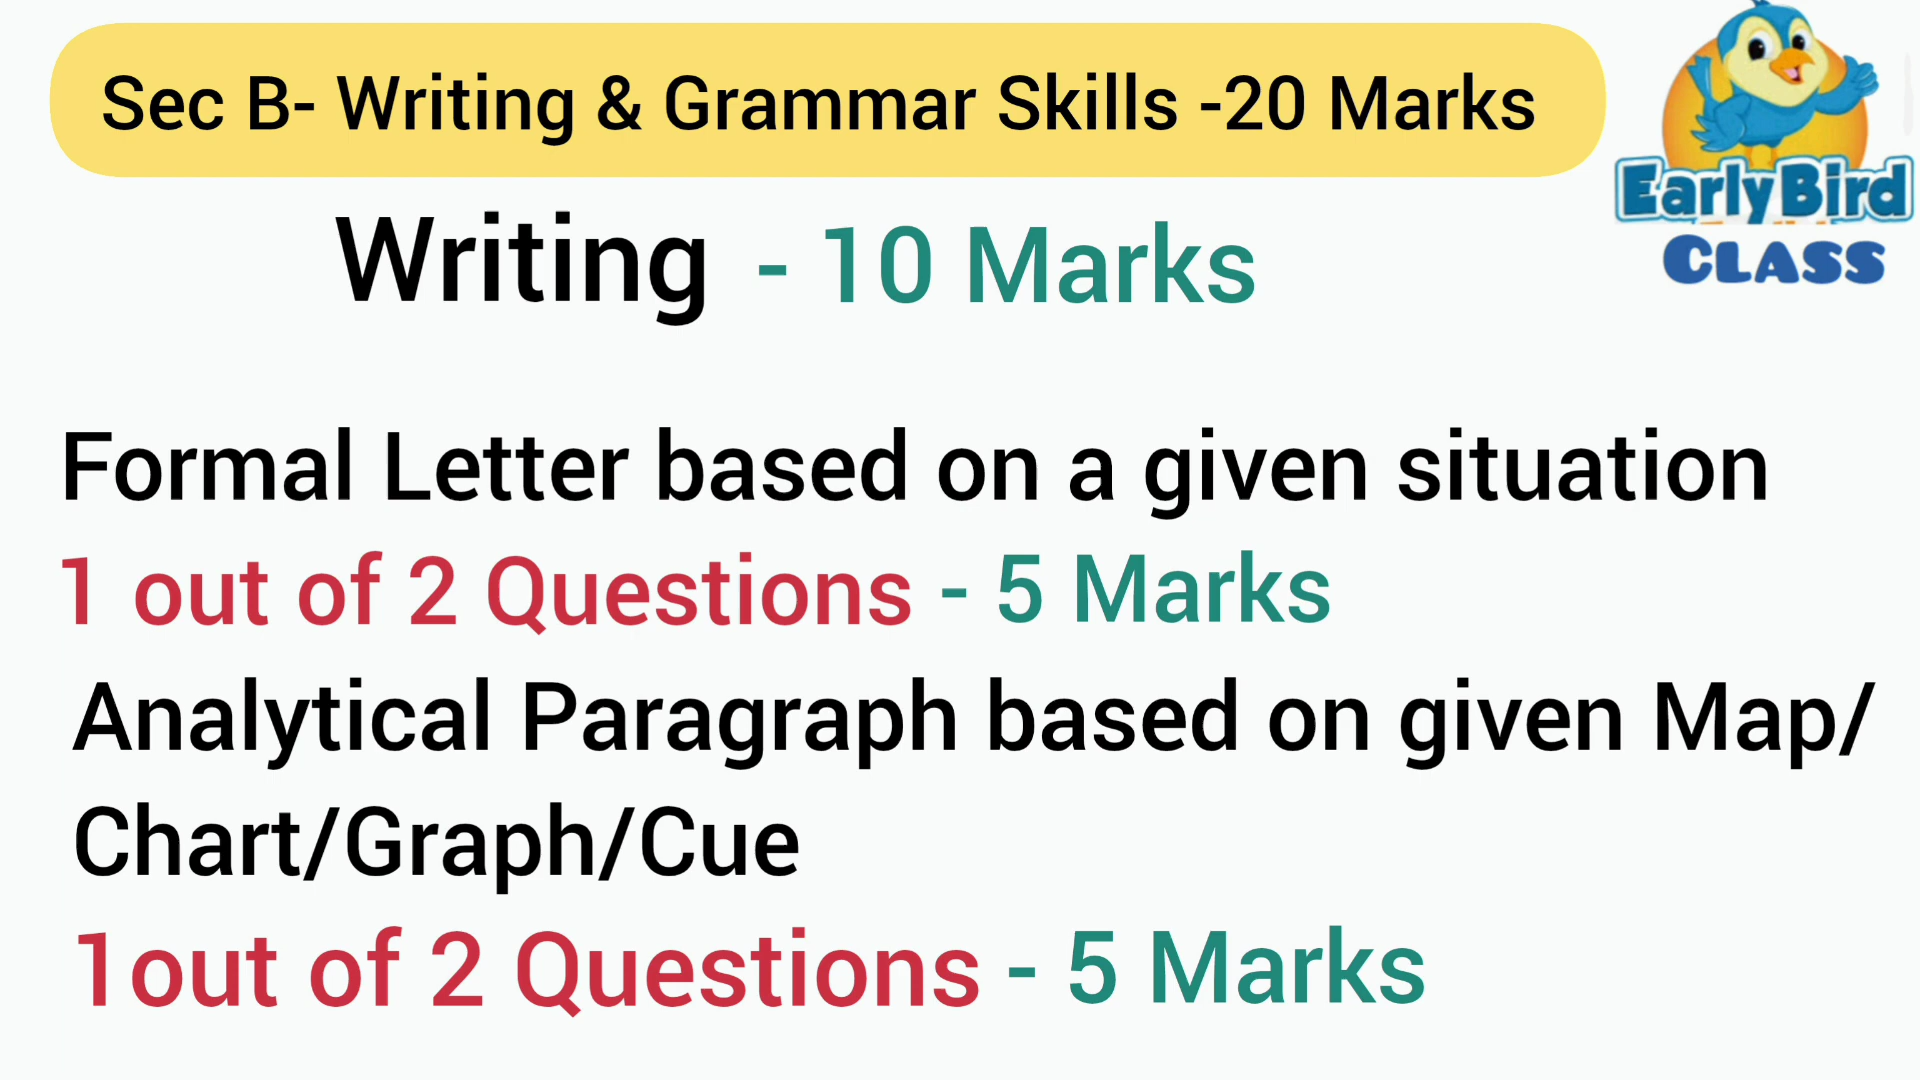 Sec B- Writing & Grammar Skills -20 Marks
EarlyBird
CLASS
Writing - 10 Marks
Formal Letter based on a given situation
1 out of 2 Questions - 5 Marks
Analytical Paragraph based on given Map/
Chart/Graph/Cue
1out of 2 Questions - 5 Marks